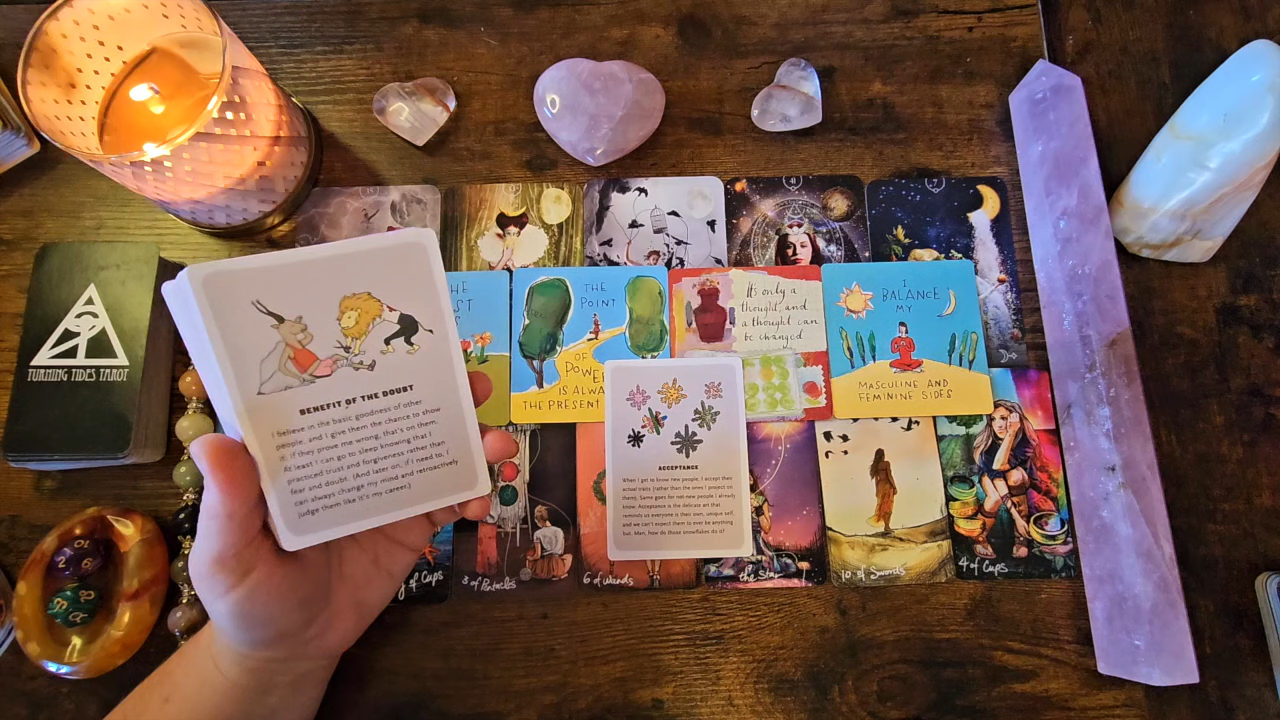 TURNING TIDES TAROT
BENEFIT OF THE DOUBT
I believe in the basic goodness of other
people, and I give them the chance to show
it. If they prove me wrong, that's on them.
At least I can go to sleep knowing that I
practiced trust and forgiveness rather than
fear and doubt. (And later on, if I need to, I
can always change my mind and retroactively
judge them like it's my career.)
THE
POINT
OF
POWE
IS ALWA
THE PRESENT
It's only a
thought, and
a thought can
be changed
I
BALANCE
MY
MASCULINE AND
FEMININE SIDES
ACCEPTANCE
When I get to know new people, I accept their
actual traits (rather than the ones I project on
them). Same goes for not-new people I already
know. Acceptance is the delicate art that
reminds us everyone is their own, unique self,
and we can't expect them to ever be anything
but. Man, how do those snowflakes do it?
of Cups
3 of Pentacles
6 of Wands
the Star
10 of Swords
4 of Cups